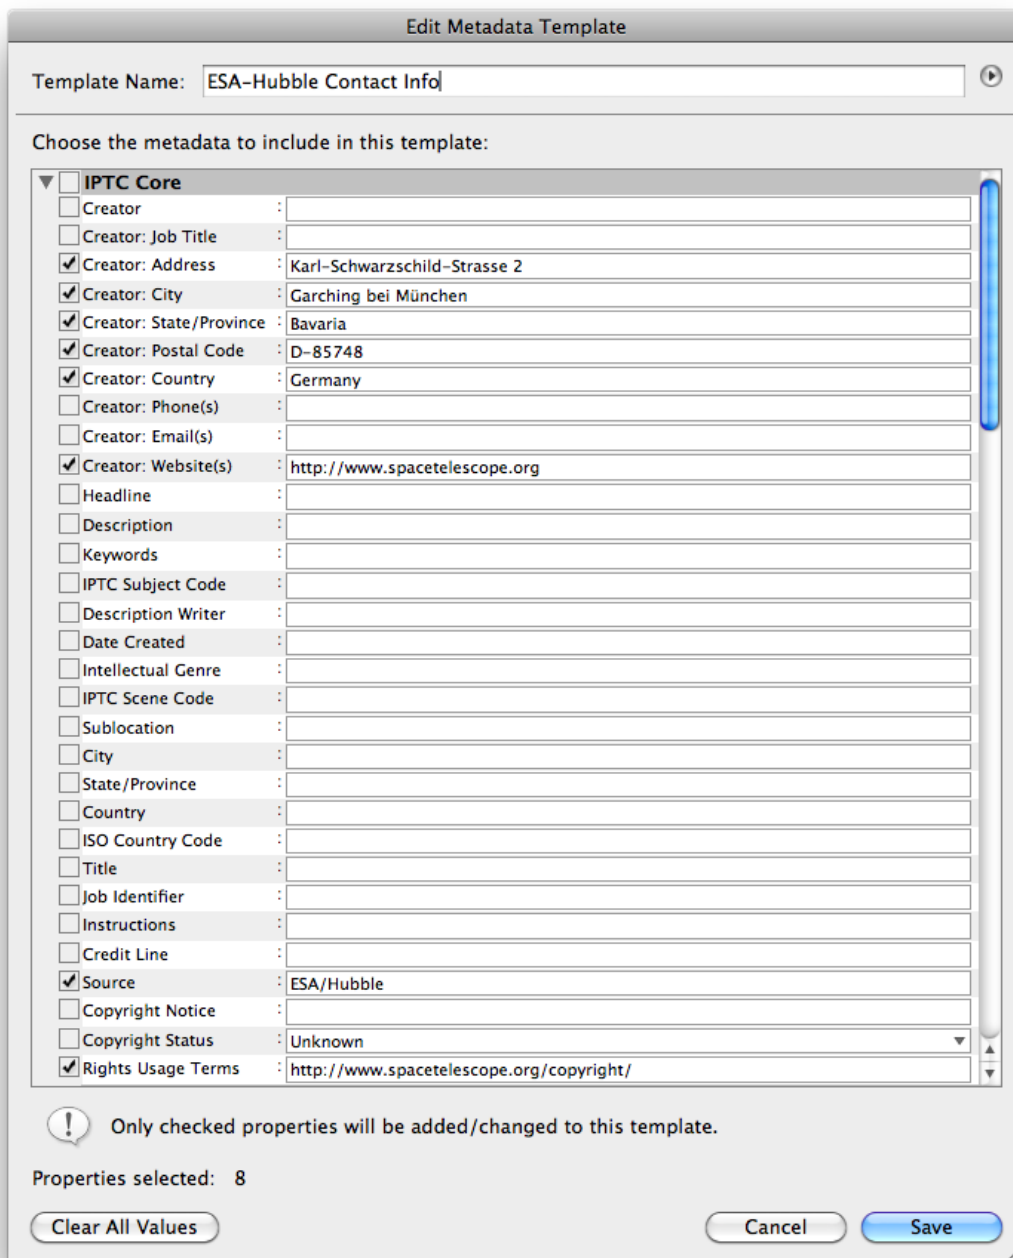 Edit Metadata Template
Template Name: ESA-Hubble Contact Info
Choose the metadata to include in this template:
IPTC Core
Creator :
Creator: Job Title :
Creator: Address : Karl-Schwarzschild-Strasse 2
Creator: City : Garching bei München
Creator: State/Province : Bavaria
Creator: Postal Code : D-85748
Creator: Country : Germany
Creator: Phone(s) :
Creator: Email(s) :
Creator: Website(s) : http://www.spacetelescope.org
Headline :
Description :
Keywords :
IPTC Subject Code :
Description Writer :
Date Created :
Intellectual Genre :
IPTC Scene Code :
Sublocation :
City :
State/Province :
Country :
ISO Country Code :
Title :
Job Identifier :
Instructions :
Credit Line :
Source : ESA/Hubble
Copyright Notice :
Copyright Status : Unknown
Rights Usage Terms : http://www.spacetelescope.org/copyright/
! Only checked properties will be added/changed to this template.
Properties selected: 8
Clear All Values Cancel Save